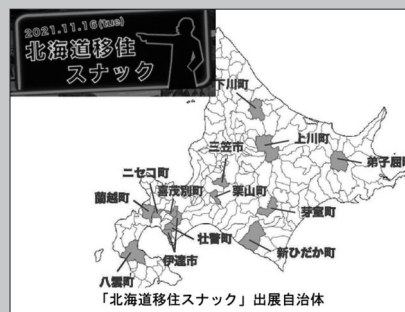 2021.11.16(tue)
北海道移住
スナック
下川町
上川町
三笠市
弟子屈町
ニセコ町
喜茂別町
栗山町
蘭越町
芽室町
壮瞥町
新ひだか町
伊達市
八雲町
「北海道移住スナック」出展自治体